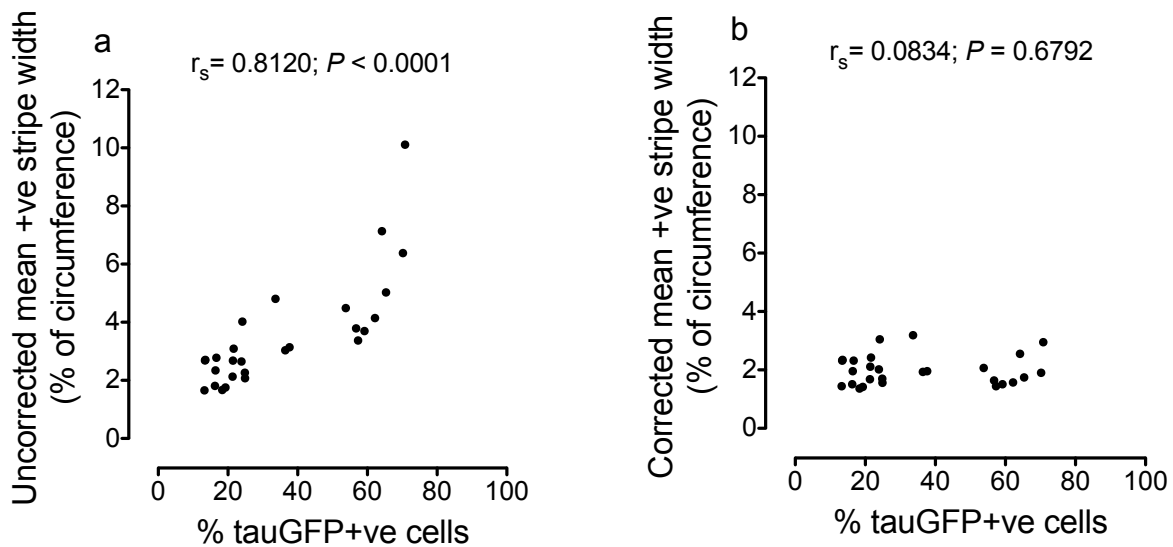 a
rs= 0.8120; P < 0.0001
Uncorrected mean +ve stripe width
(% of circumference)
12
10
8
6
4
2
0
0 20 40 60 80 100
% tauGFP+ve cells
b
rs= 0.0834; P = 0.6792
Corrected mean +ve stripe width
(% of circumference)
12
10
8
6
4
2
0
0 20 40 60 80 100
% tauGFP+ve cells